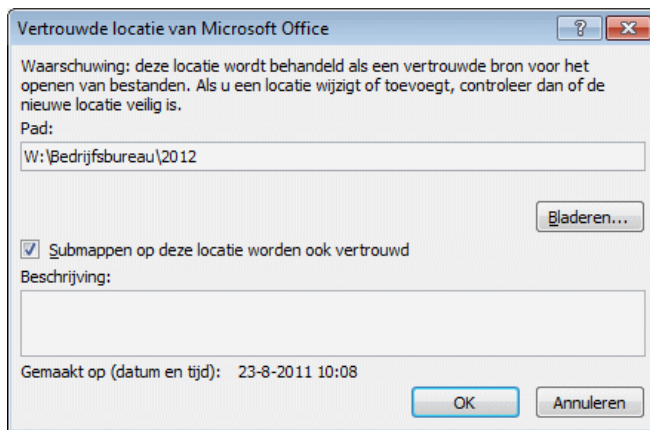 Vertrouwde locatie van Microsoft Office
Waarschuwing: deze locatie wordt behandeld als een vertrouwde bron voor het
openen van bestanden. Als u een locatie wijzigt of toevoegt, controleer dan of de
nieuwe locatie veilig is.
Pad:
W:\Bedrijfsbureau\2012
Bladeren...
Submappen op deze locatie worden ook vertrouwd
Beschrijving:
Gemaakt op (datum en tijd): 23-8-2011 10:08
OK Annuleren